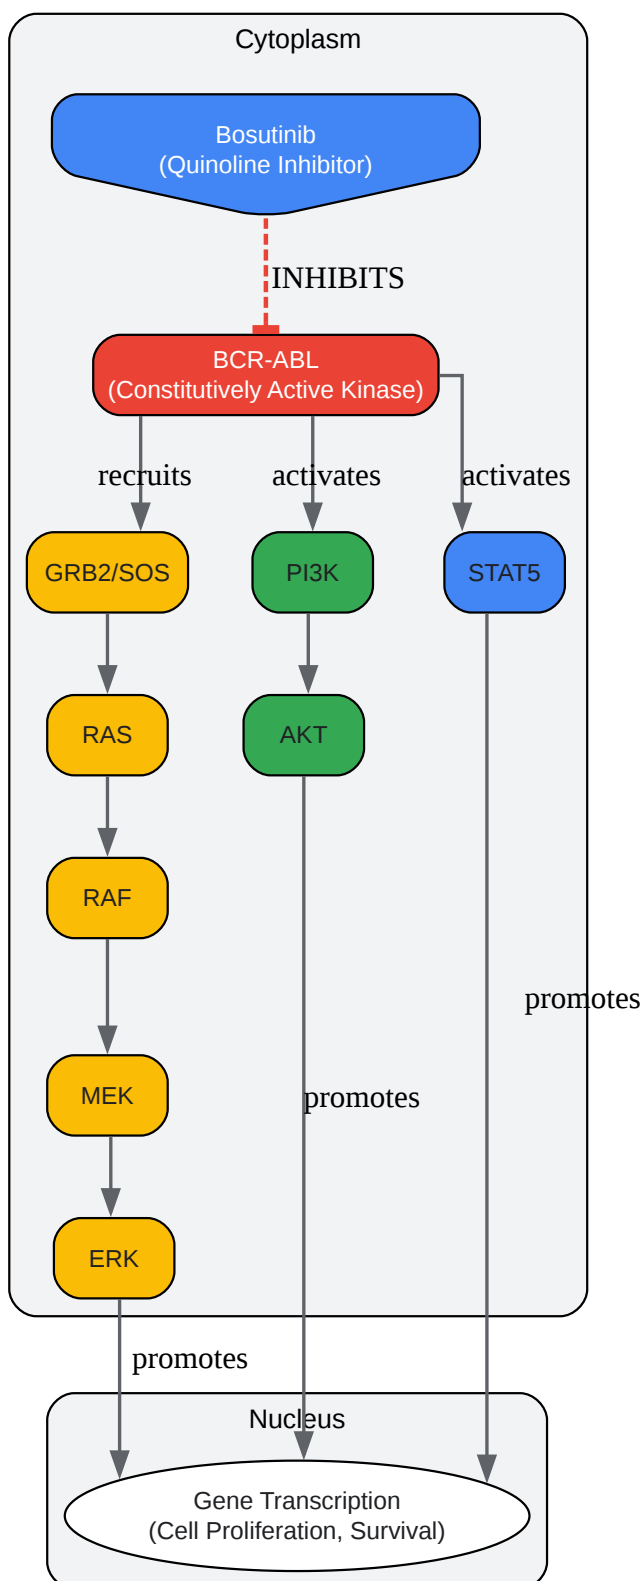 Cytoplasm
Bosutinib
(Quinoline Inhibitor)
INHIBITS
BCR-ABL
(Constitutively Active Kinase)
recruits
activates
activates
GRB2/SOS
PI3K
STAT5
RAS
AKT
RAF
promotes
MEK
promotes
ERK
promotes
Nucleus
Gene Transcription
(Cell Proliferation, Survival)